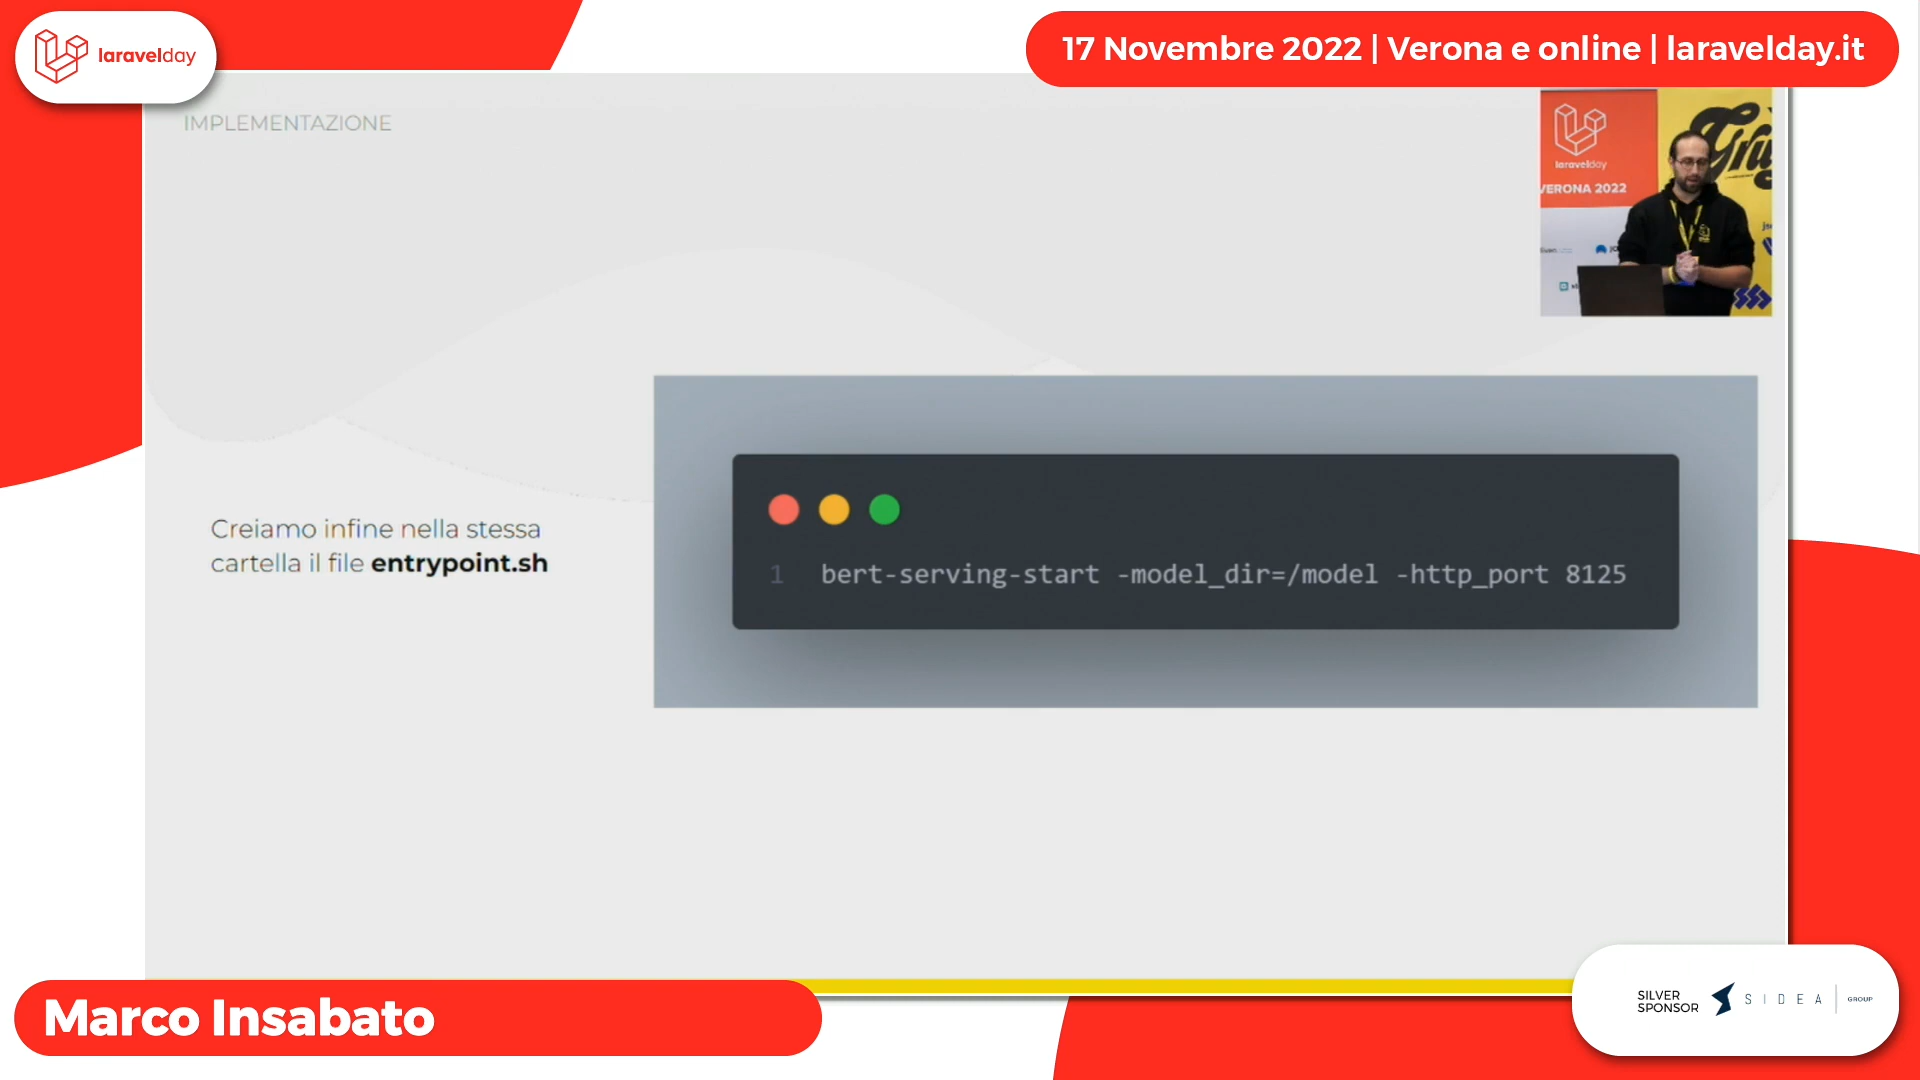 laravelday
17 Novembre 2022 | Verona e online | laravelday.it
IMPLEMENTAZIONE
laravelday
VERONA 2022
Creiamo infine nella stessa
cartella il file entrypoint.sh
1 bert-serving-start -model_dir=/model -http_port 8125
Marco Insabato
SILVER
SPONSOR
SIDEA GROUP